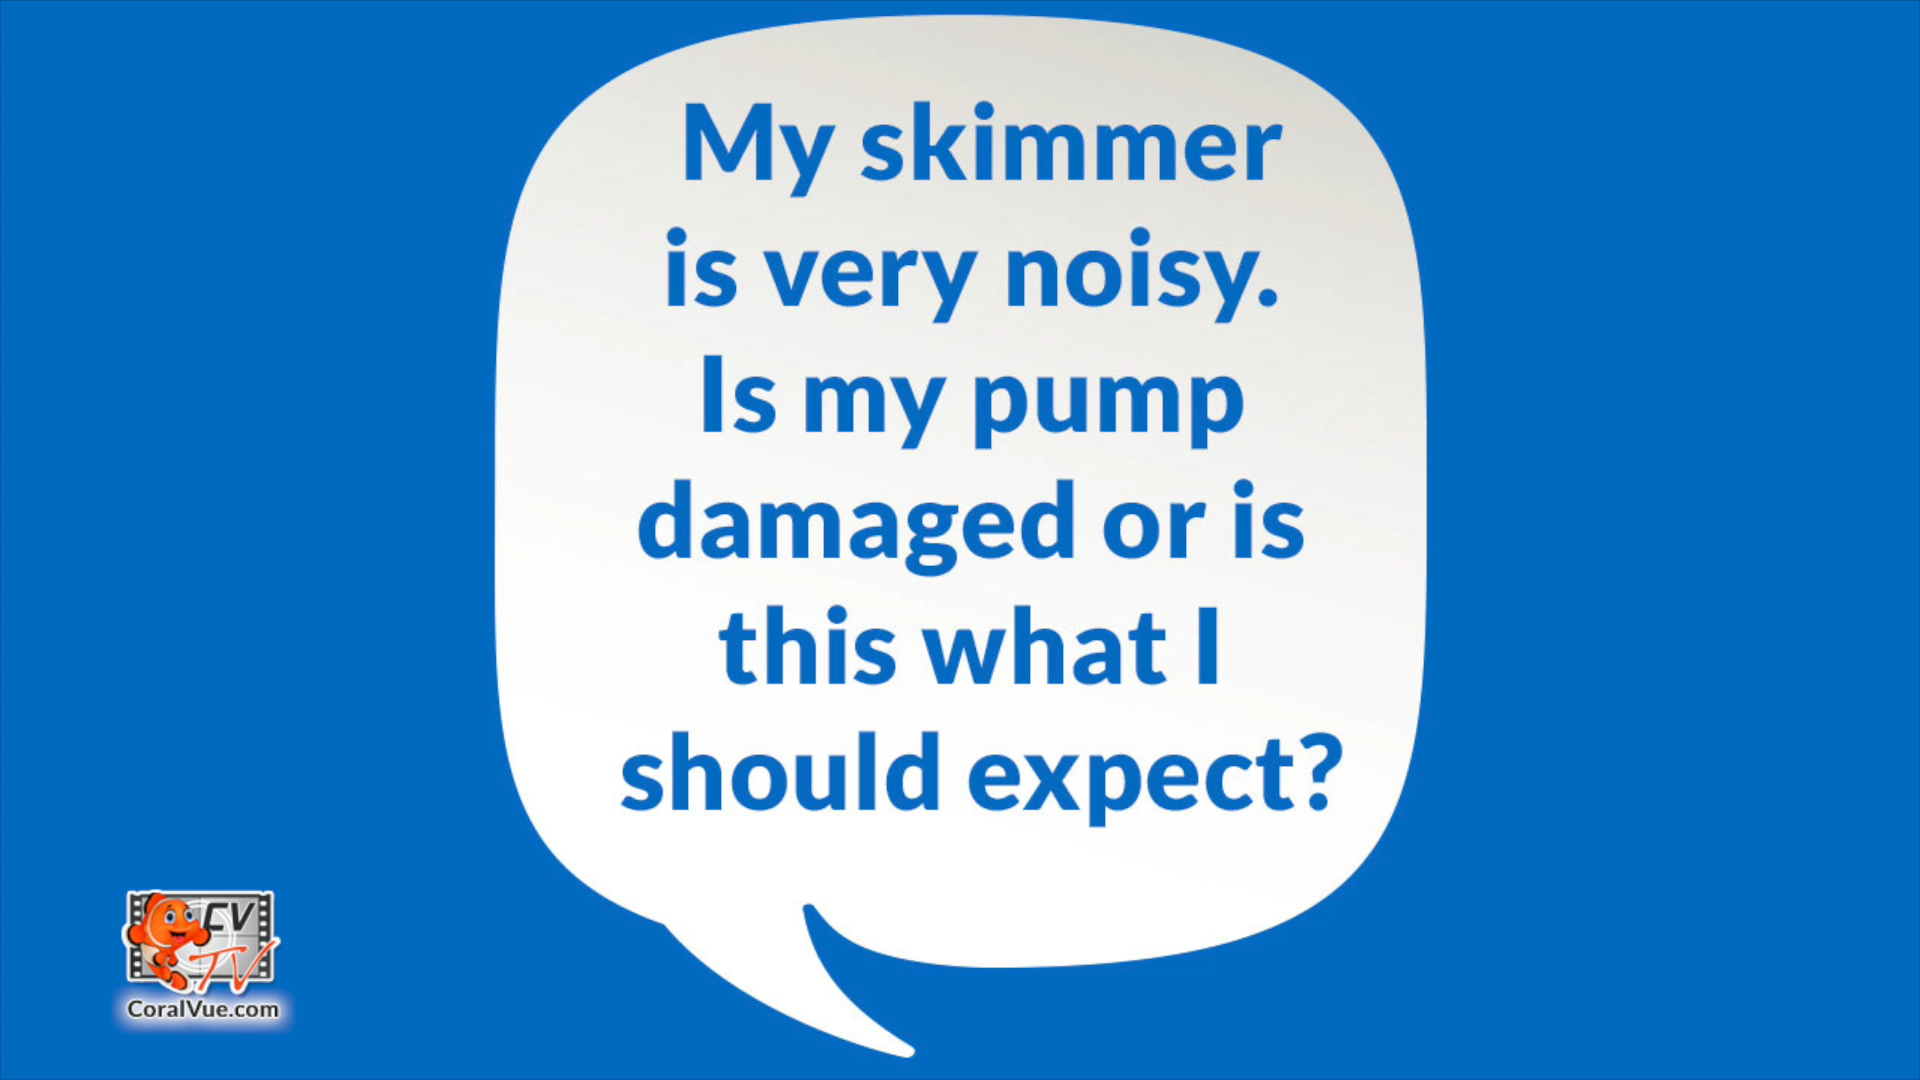 My skimmer
is very noisy.
Is my pump
damaged or is
this what I
should expect?
CV
TV
CoralVue.com